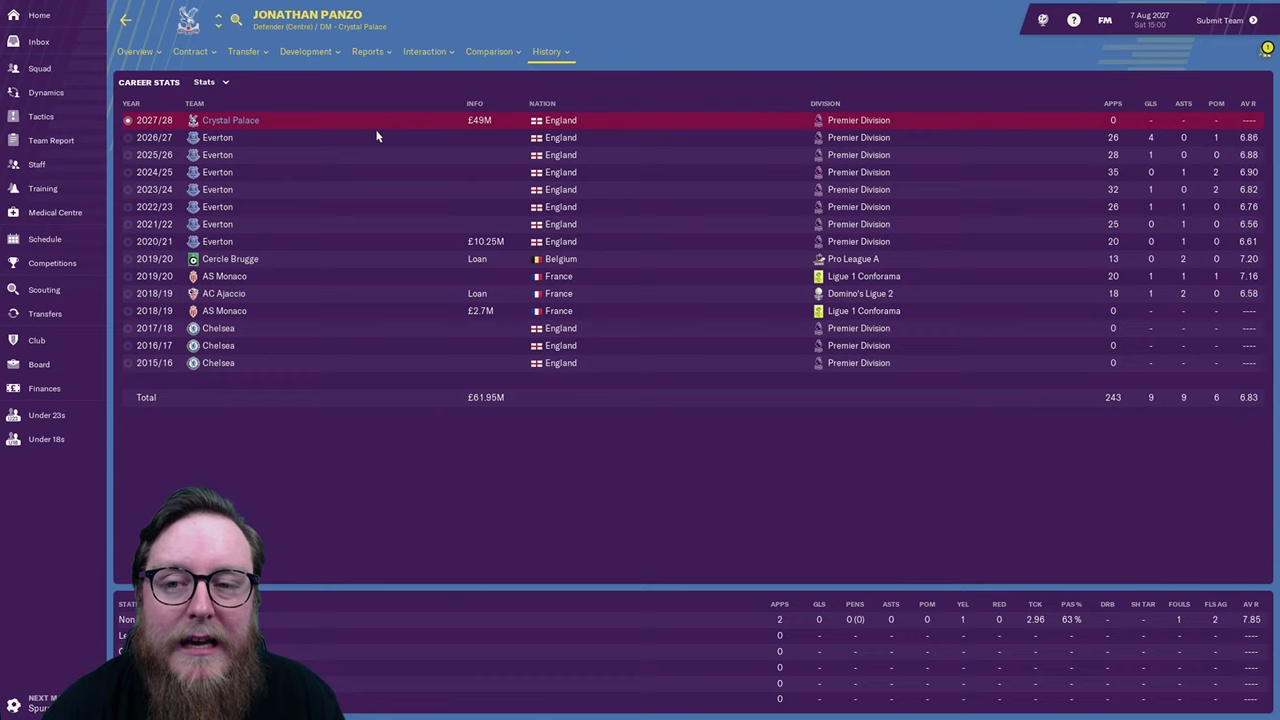 Home
Inbox
Squad
Dynamics
Tactics
Team Report
Staff
Training
Medical Centre
Schedule
Competitions
Scouting
Transfers
Club
Board
Finances
Under 23s
Under 18s
JONATHAN PANZO
Defender (Centre) / DM - Crystal Palace
FM 7 Aug 2027 Submit Team
Sat 15:00
Overview Contract Transfer Development Reports Interaction Comparison History
CAREER STATS Stats
YEAR TEAM INFO NATION DIVISION APPS GLS ASTS POM AV R
2027/28 Crystal Palace £49M England Premier Division 0 - - - ----
2026/27 Everton England Premier Division 26 4 0 1 6.86
2025/26 Everton England Premier Division 28 1 0 0 6.88
2024/25 Everton England Premier Division 35 0 1 2 6.90
2023/24 Everton England Premier Division 32 1 0 2 6.82
2022/23 Everton England Premier Division 26 1 1 0 6.76
2021/22 Everton England Premier Division 25 0 1 0 6.56
2020/21 Everton £10.25M England Premier Division 20 0 1 0 6.61
2019/20 Cercle Brugge Loan Belgium Pro League A 13 0 2 0 7.20
2019/20 AS Monaco France Ligue 1 Conforama 20 1 1 1 7.16
2018/19 AC Ajaccio Loan France Domino's Ligue 2 18 1 2 0 6.58
2018/19 AS Monaco £2.7M France Ligue 1 Conforama 0 - - - ----
2017/18 Chelsea England Premier Division 0 - - - ----
2016/17 Chelsea England Premier Division 0 - - - ----
2015/16 Chelsea England Premier Division 0 - - - ----
Total £61.95M 243 9 9 6 6.83
STAT APPS GLS PENS ASTS POM YEL RED TCK PAS % DRB SH TAR FOULS FLS AG AV R
Non 2 0 0 (0) 0 0 1 0 2.96 63 % - - 1 2 7.85
Le 0 - - - - - - - - - - - - ----
0 - - - - - - - - - - - - ----
0 - - - - - - - - - - - - ----
0 - - - - - - - - - - - - ----
0 - - - - - - - - - - - - ----
NEXT M
Spur